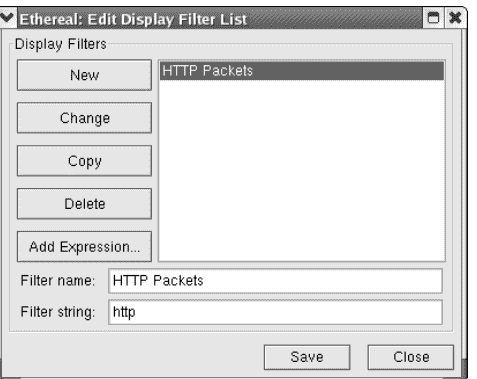 Ethereal: Edit Display Filter List
Display Filters
New
HTTP Packets
Change
Copy
Delete
Add Expression...
Filter name: HTTP Packets
Filter string: http
Save
Close